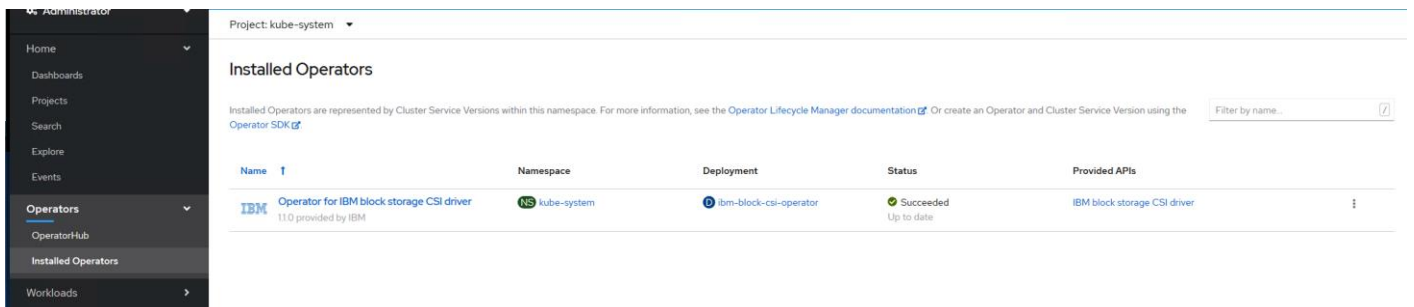 Administrator
Project: kube-system
Home
Dashboards
Projects
Search
Explore
Events
Operators
OperatorHub
Installed Operators
Workloads
Installed Operators
Installed Operators are represented by Cluster Service Versions within this namespace. For more information, see the Operator Lifecycle Manager documentation. Or create an Operator and Cluster Service Version using the
Operator SDK.
Filter by name...
/
Name Namespace Deployment Status Provided APIs
IBM Operator for IBM block storage CSI driver NS kube-system D ibm-block-csi-operator Succeeded IBM block storage CSI driver
1.1.0 provided by IBM Up to date